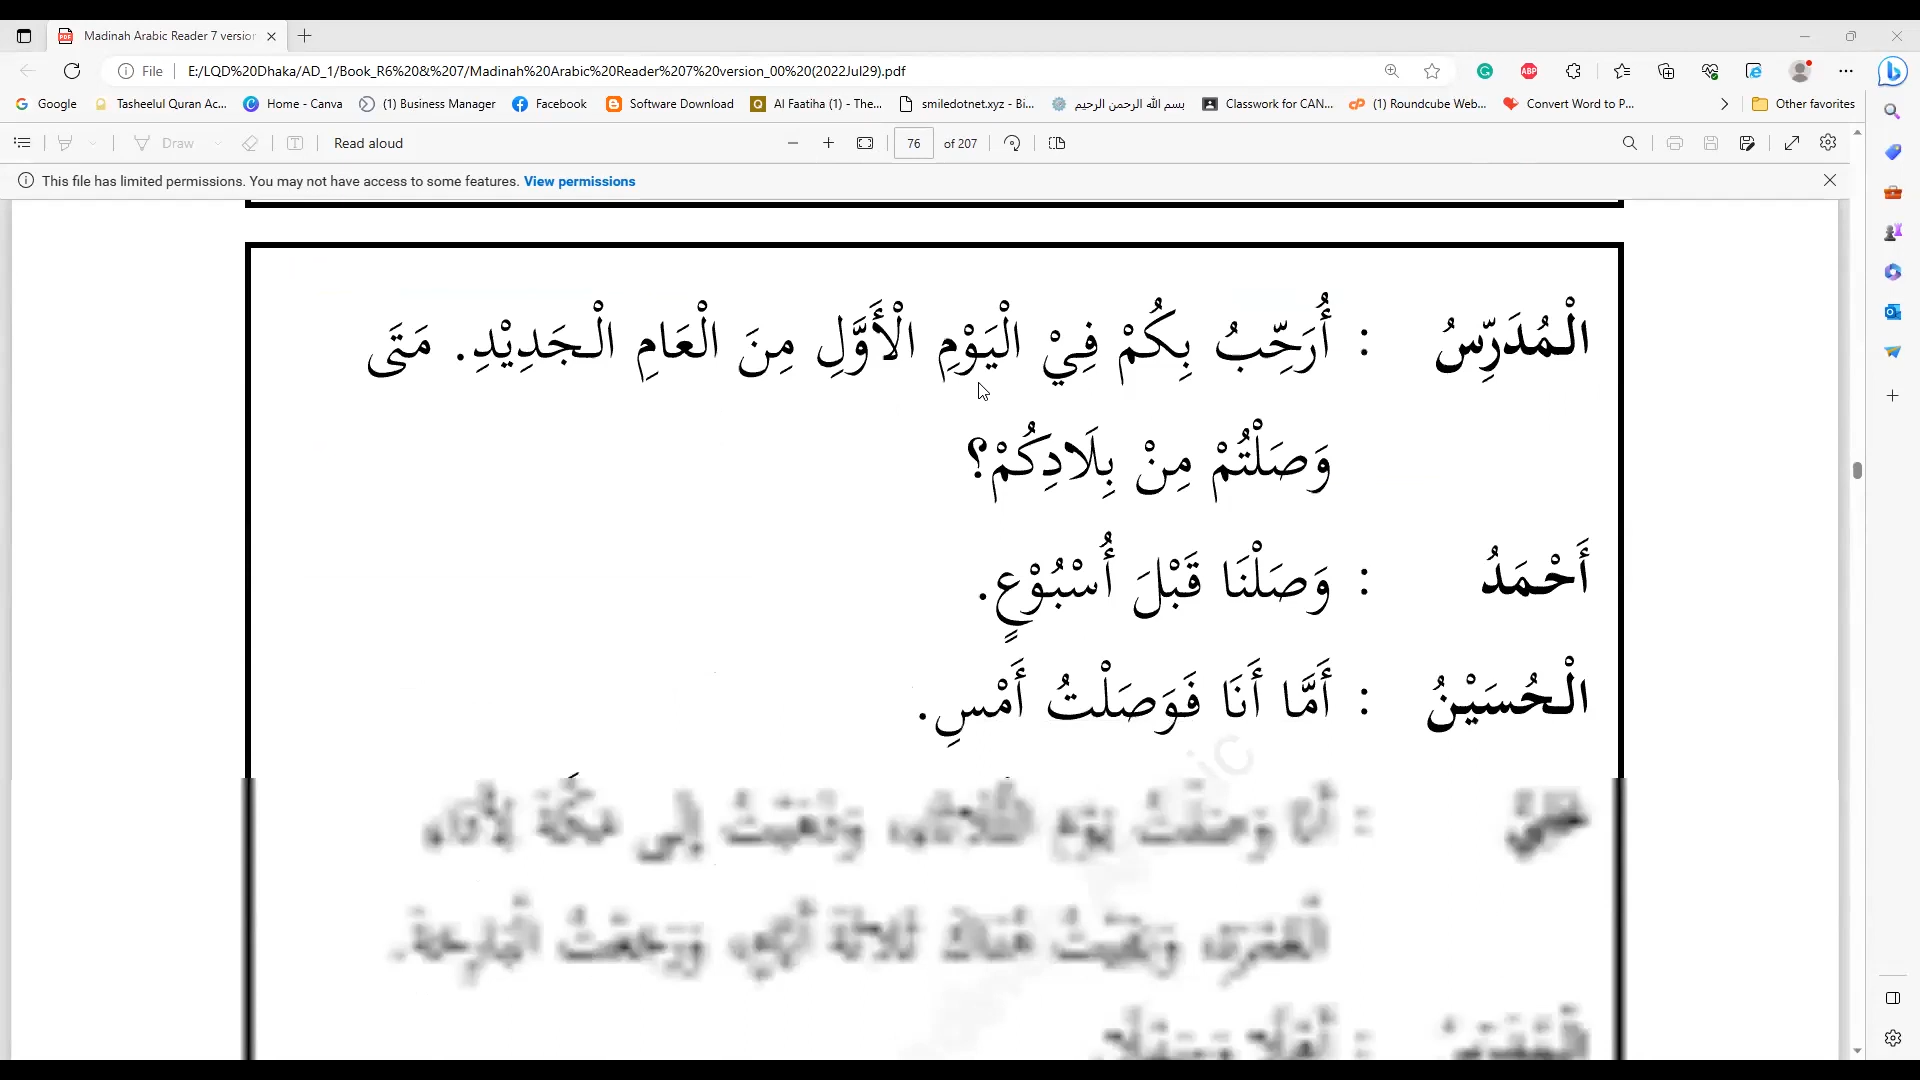 Madinah Arabic Reader 7 versio
File
E:/LQD%20Dhaka/AD_1/Book_R6%20&%207/Madinah%20Arabic%20Reader%207%20version_00%20(2022Jul29).pdf
Google
Tasheelul Quran Ac...
Home - Canva
(1) Business Manager
Facebook
Software Download
Al Faatiha (1) - The...
smiledotnet.xyz - Bi...
بسم الله الرحمن الرحيم
Classwork for CAN...
(1) Roundcube Web...
Convert Word to P...
Other favorites
Draw
Read aloud
76 of 207
This file has limited permissions. You may not have access to some features. View permissions
الْمُدَرِّسُ : أُرَحِّبُ بِكُمْ فِيْ الْيَوْمِ الْأَوَّلِ مِنَ الْعَامِ الْجَدِيْدِ. مَتَى
وَصَلْتُمْ مِنْ بِلَادِكُمْ؟
أَحْمَدُ : وَصَلْنَا قَبْلَ أُسْبُوْعٍ.
الْحُسَيْنُ : أَمَّا أَنَا فَوَصَلْتُ أَمْسِ.